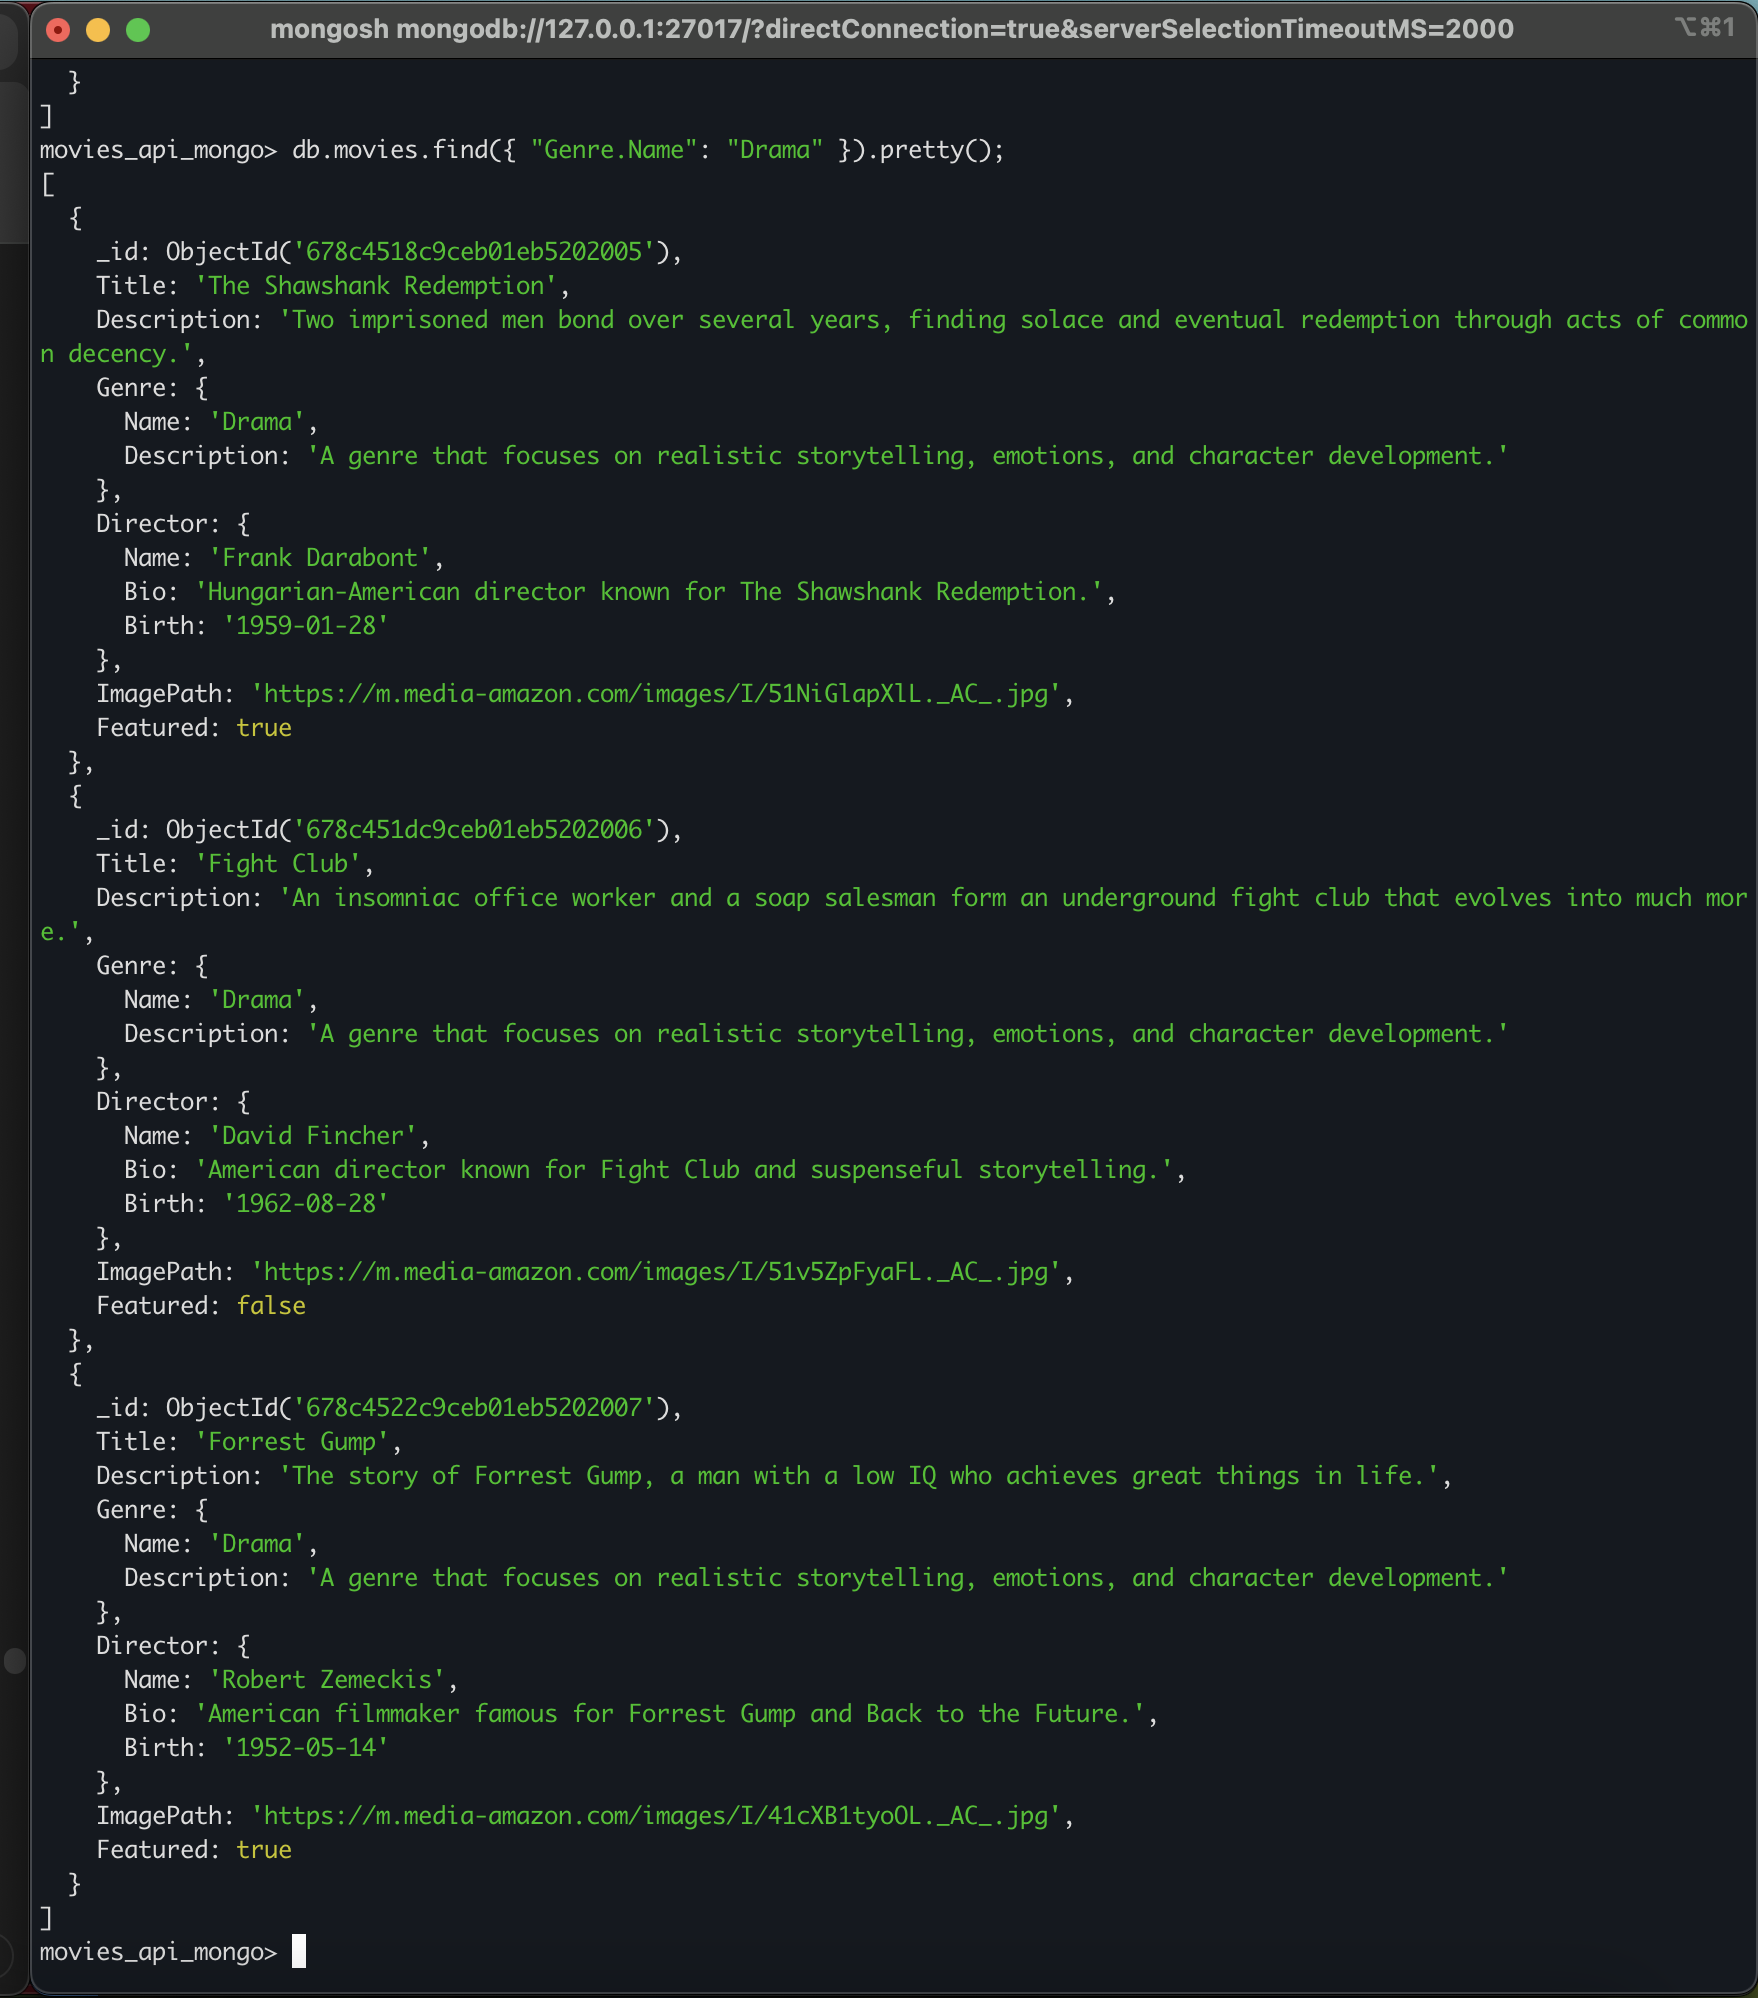 mongosh mongodb://127.0.0.1:27017/?directConnection=true&serverSelectionTimeoutMS=2000 ⌥⌘1
  }
]
movies_api_mongo> db.movies.find({ "Genre.Name": "Drama" }).pretty();
[
  {
    _id: ObjectId('678c4518c9ceb01eb5202005'),
    Title: 'The Shawshank Redemption',
    Description: 'Two imprisoned men bond over several years, finding solace and eventual redemption through acts of commo
n decency.',
    Genre: {
      Name: 'Drama',
      Description: 'A genre that focuses on realistic storytelling, emotions, and character development.'
    },
    Director: {
      Name: 'Frank Darabont',
      Bio: 'Hungarian-American director known for The Shawshank Redemption.',
      Birth: '1959-01-28'
    },
    ImagePath: 'https://m.media-amazon.com/images/I/51NiGlapXlL._AC_.jpg',
    Featured: true
  },
  {
    _id: ObjectId('678c451dc9ceb01eb5202006'),
    Title: 'Fight Club',
    Description: 'An insomniac office worker and a soap salesman form an underground fight club that evolves into much mor
e.',
    Genre: {
      Name: 'Drama',
      Description: 'A genre that focuses on realistic storytelling, emotions, and character development.'
    },
    Director: {
      Name: 'David Fincher',
      Bio: 'American director known for Fight Club and suspenseful storytelling.',
      Birth: '1962-08-28'
    },
    ImagePath: 'https://m.media-amazon.com/images/I/51v5ZpFyaFL._AC_.jpg',
    Featured: false
  },
  {
    _id: ObjectId('678c4522c9ceb01eb5202007'),
    Title: 'Forrest Gump',
    Description: 'The story of Forrest Gump, a man with a low IQ who achieves great things in life.',
    Genre: {
      Name: 'Drama',
      Description: 'A genre that focuses on realistic storytelling, emotions, and character development.'
    },
    Director: {
      Name: 'Robert Zemeckis',
      Bio: 'American filmmaker famous for Forrest Gump and Back to the Future.',
      Birth: '1952-05-14'
    },
    ImagePath: 'https://m.media-amazon.com/images/I/41cXB1tyoOL._AC_.jpg',
    Featured: true
  }
]
movies_api_mongo>